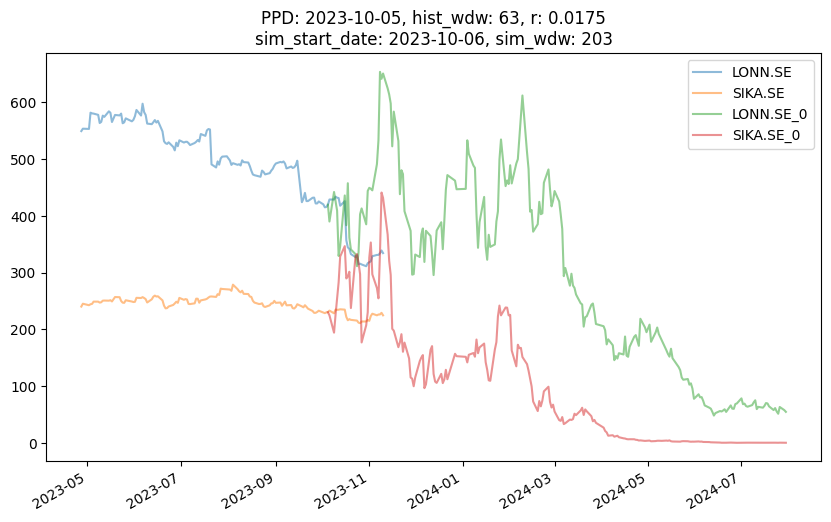 PPD: 2023-10-05, hist_wdw: 63, r: 0.0175
sim_start_date: 2023-10-06, sim_wdw: 203
LONN.SE
SIKA.SE
LONN.SE_0
SIKA.SE_0
600
500
400
300
200
100
0
2023-05
2023-07
2023-09
2023-11
2024-01
2024-03
2024-05
2024-07